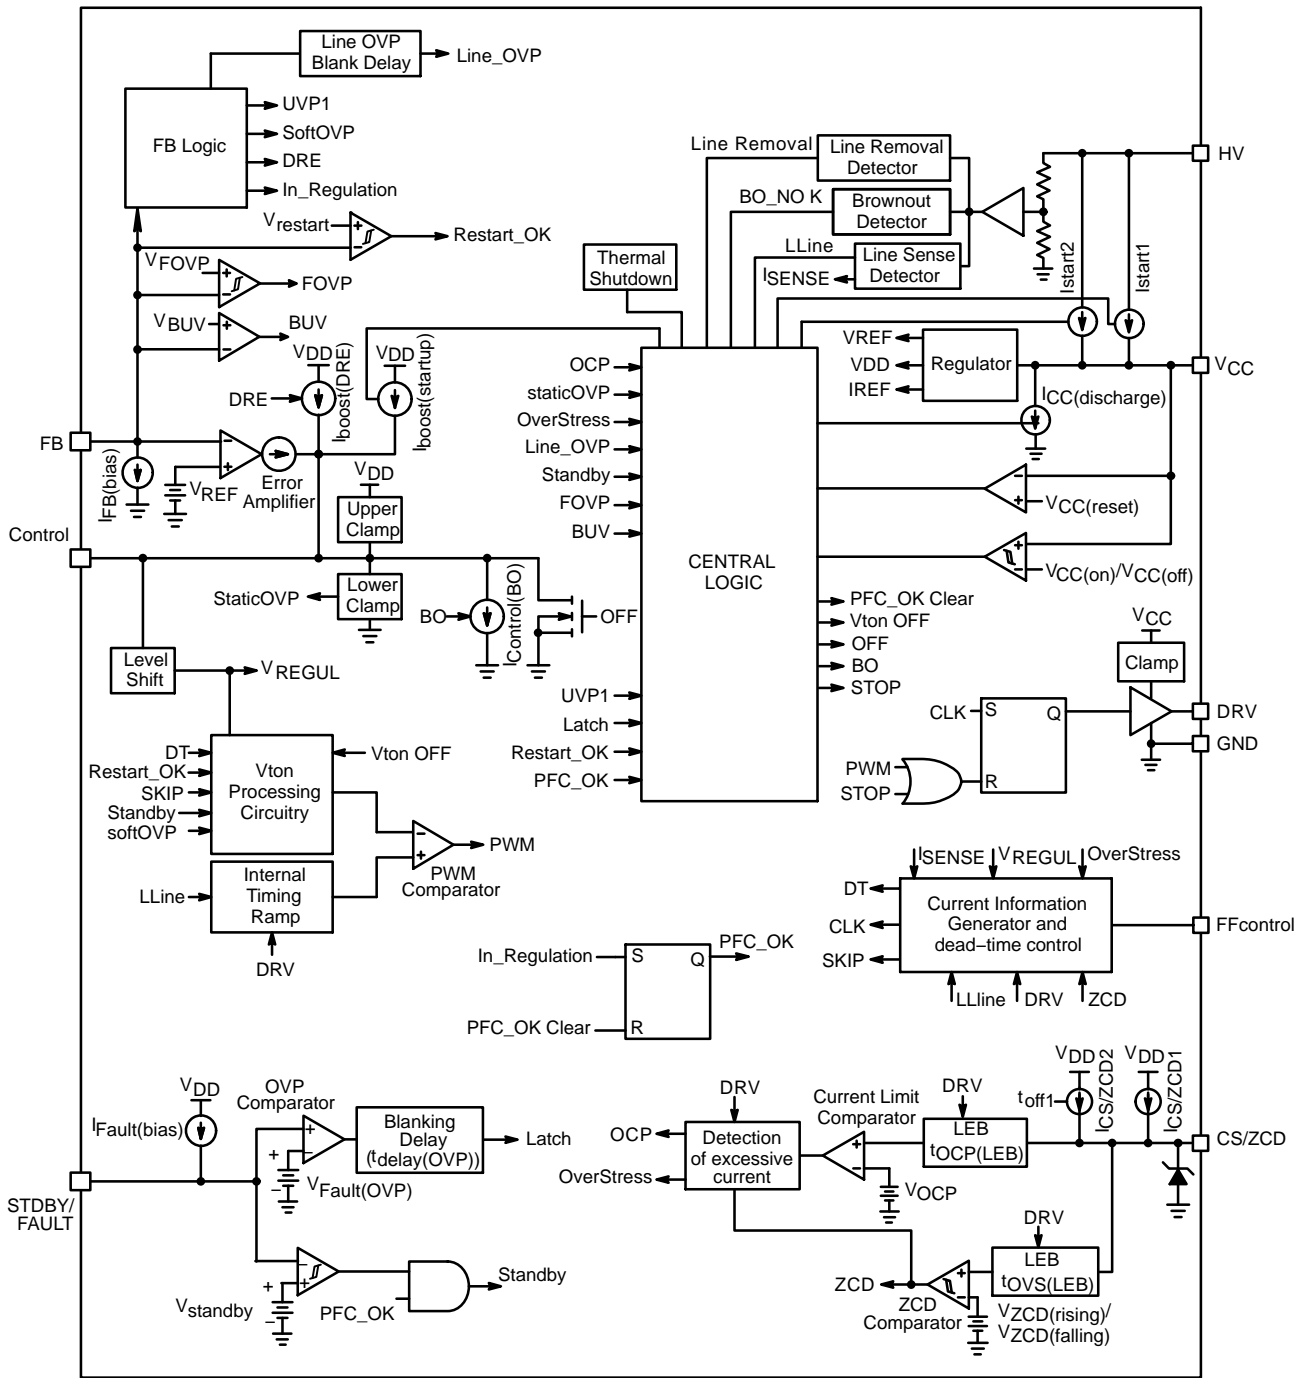 Line OVP
Blank Delay
Line_OVP
FB Logic
UVP1
SoftOVP
DRE
In_Regulation
Vrestart
+
−
Restart_OK
VFOVP
+
−
FOVP
VBUV
+
−
BUV
VDD
DRE
Iboost(DRE)
VDD
Iboost(startup)
FB
IFB(bias)
−
+
VREF
Error
Amplifier
VDD
Upper
Clamp
Control
StaticOVP
Lower
Clamp
BO
IControl(BO)
OFF
Level
Shift
VREGUL
DT
Restart_OK
SKIP
Standby
softOVP
Vton
Processing
Circuitry
Vton OFF
−
+
PWM
PWM
Comparator
LLine
Internal
Timing
Ramp
DRV
Thermal
Shutdown
Line Removal
Line Removal
Detector
BO_NO K
Brownout
Detector
LLine
ISENSE
Line Sense
Detector
HV
Istart2
Istart1
VREF
VDD
IREF
Regulator
VCC
ICC(discharge)
−
+
VCC(reset)
+
−
VCC(on)/VCC(off)
OCP
staticOVP
OverStress
Line_OVP
Standby
FOVP
BUV
CENTRAL
LOGIC
UVP1
Latch
Restart_OK
PFC_OK
PFC_OK Clear
Vton OFF
OFF
BO
STOP
VCC
Clamp
CLK
S
Q
R
PWM
STOP
DRV
GND
ISENSE
VREGUL
OverStress
DT
CLK
SKIP
Current Information
Generator and
dead−time control
FFcontrol
LLline
DRV
ZCD
In_Regulation
S
Q
PFC_OK
PFC_OK Clear
R
VDD
IFault(bias)
OVP
Comparator
+
−
+
−
VFault(OVP)
Blanking
Delay
(tdelay(OVP))
Latch
STDBY/
FAULT
−
+
+
−
Vstandby
PFC_OK
Standby
DRV
OCP
OverStress
Detection
of excessive
current
Current Limit
Comparator
+
−
VOCP
DRV
LEB
tOCP(LEB)
VDD
toff1
ICS/ZCD2
VDD
ICS/ZCD1
CS/ZCD
DRV
LEB
tOVS(LEB)
ZCD
+
−
ZCD
Comparator
VZCD(rising)/
VZCD(falling)